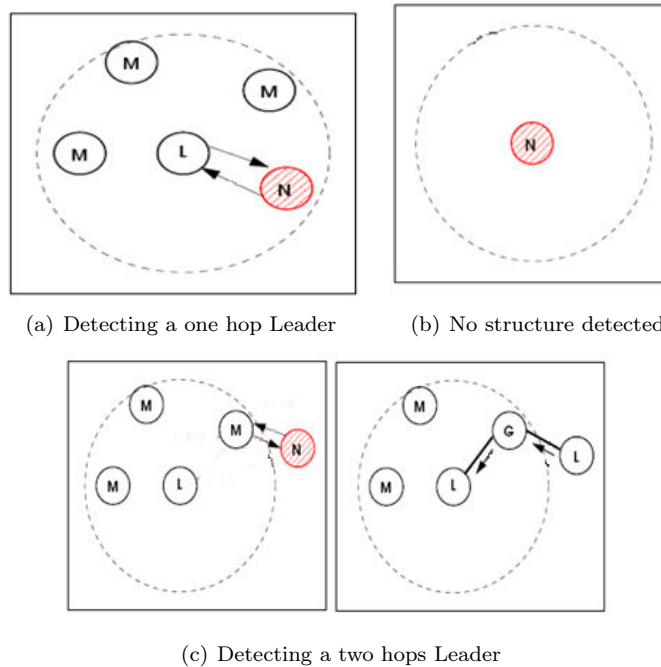 M
M
M
L
N
N
(a) Detecting a one hop Leader
(b) No structure detected
M
M
N
M
L
M
G
L
M
L
(c) Detecting a two hops Leader